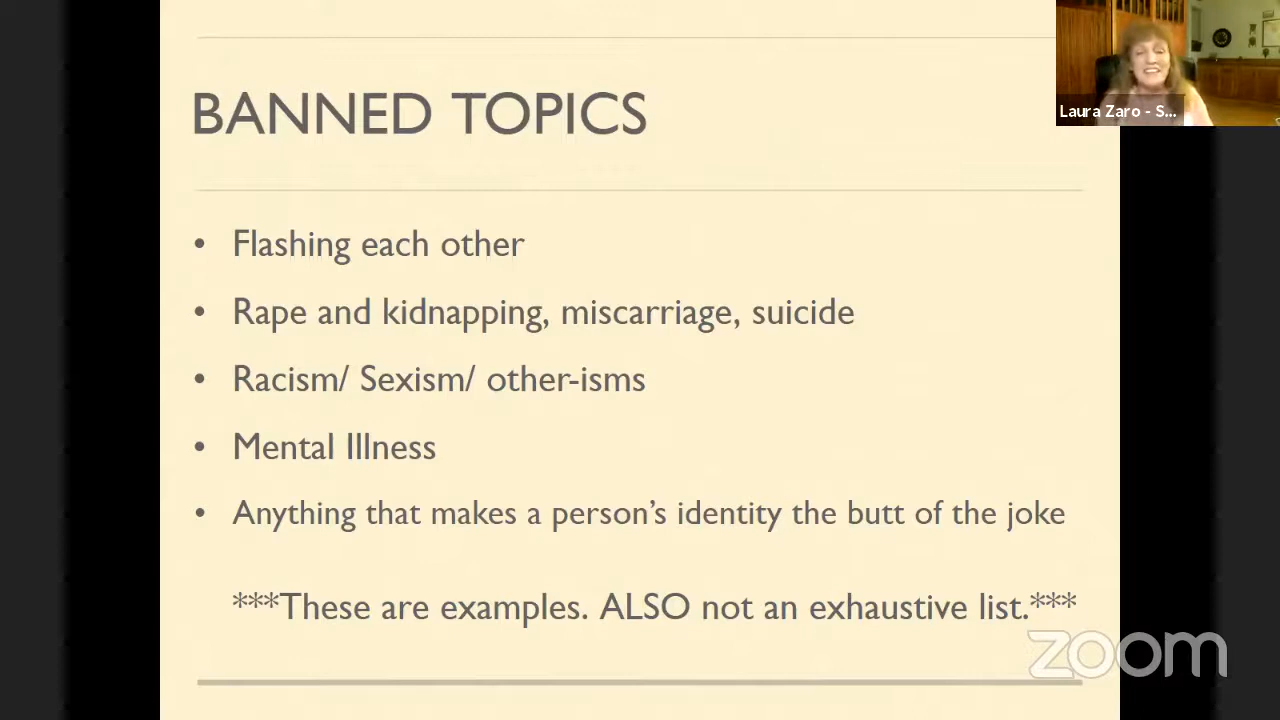 BANNED TOPICS
Laura Zaro - S...
• Flashing each other
• Rape and kidnapping, miscarriage, suicide
• Racism/ Sexism/ other-isms
• Mental Illness
• Anything that makes a person's identity the butt of the joke
***These are examples. ALSO not an exhaustive list.***
zoom